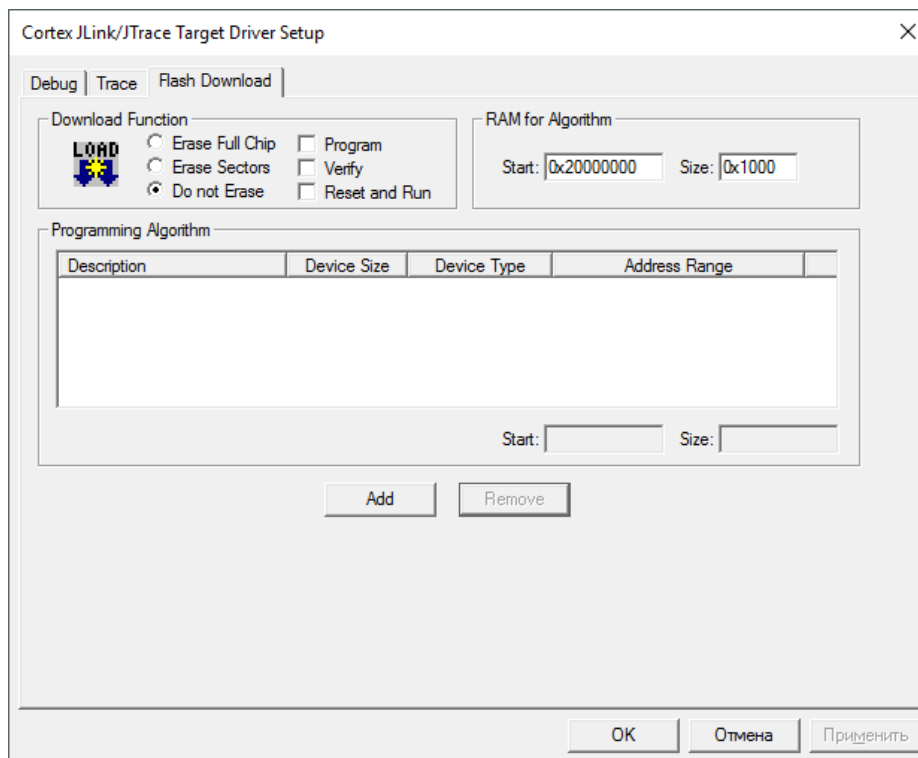 Cortex JLink/JTrace Target Driver Setup
Debug Trace Flash Download
Download Function
LOAD
Erase Full Chip
Erase Sectors
Do not Erase
Program
Verify
Reset and Run
RAM for Algorithm
Start: 0x20000000 Size: 0x1000
Programming Algorithm
Description Device Size Device Type Address Range
Start: Size:
Add Remove
OK Отмена Применить